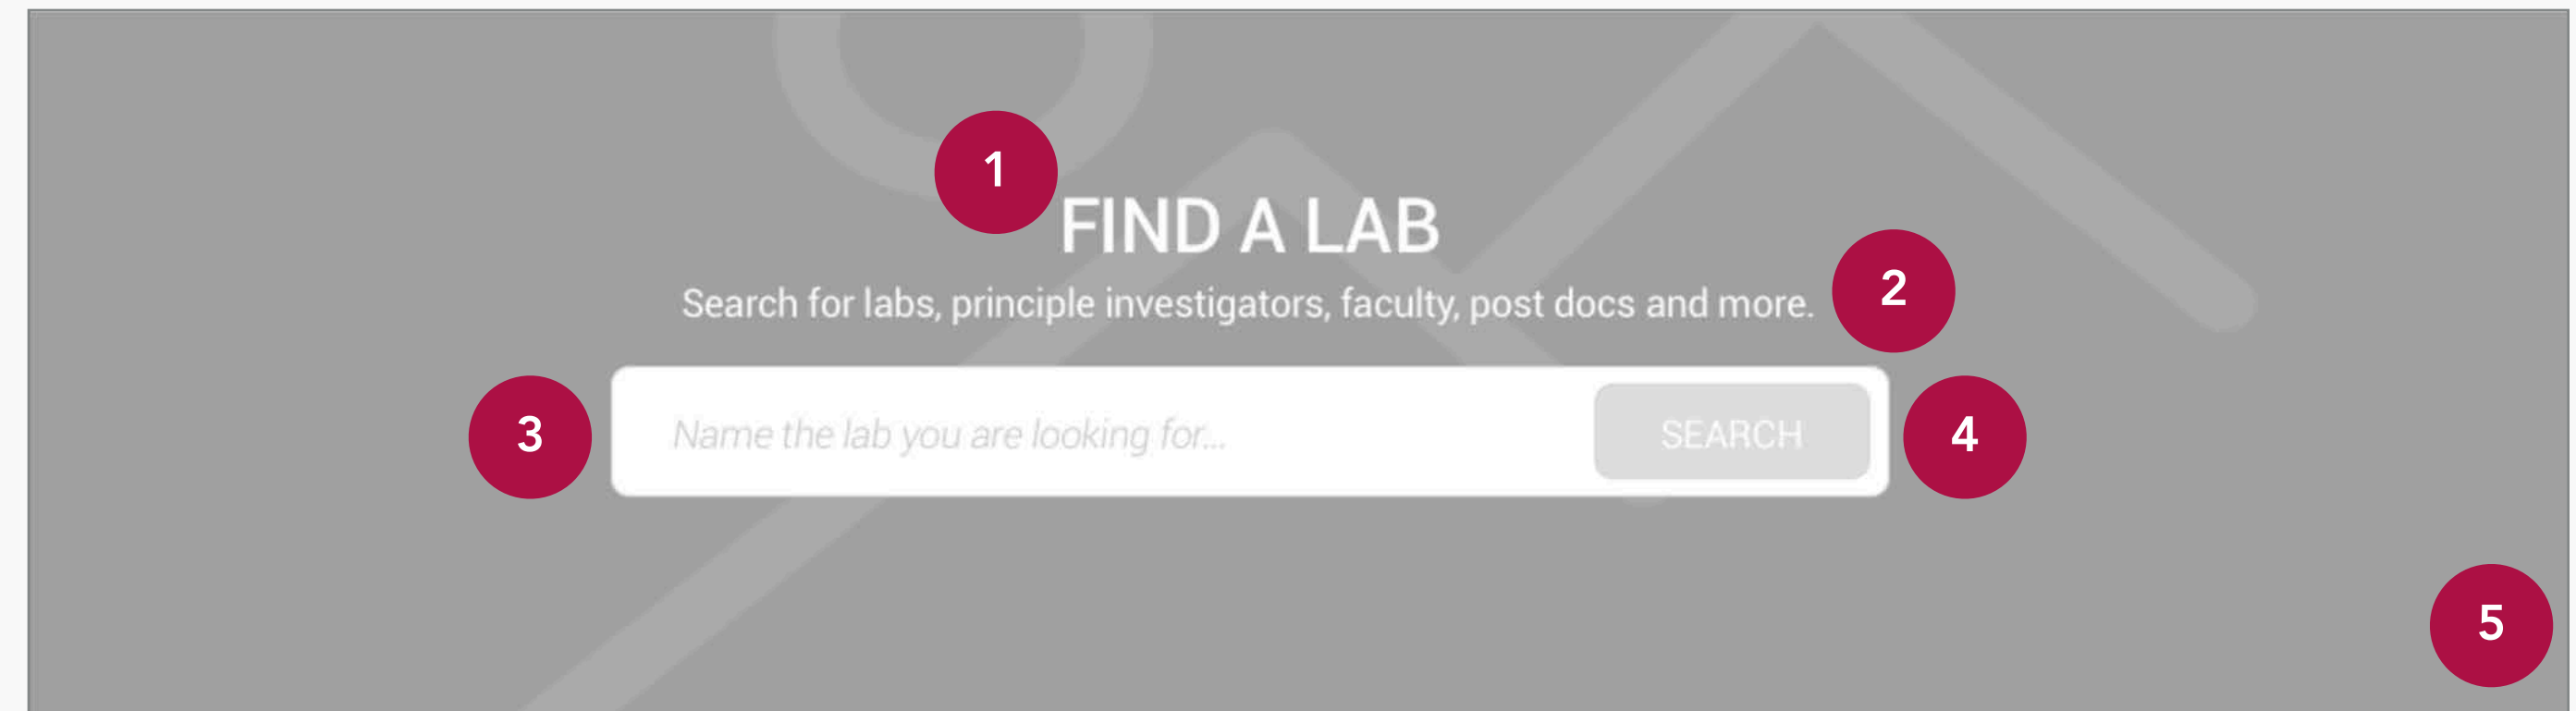 1
FIND A LAB
Search for labs, principle investigators, faculty, post docs and more.
2
3
Name the lab you are looking for...
SEARCH
4
5